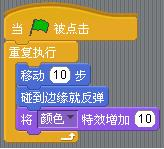 当 被点击
重复执行
移动 10 步
碰到边缘就反弹
将 颜色 特效增加 10